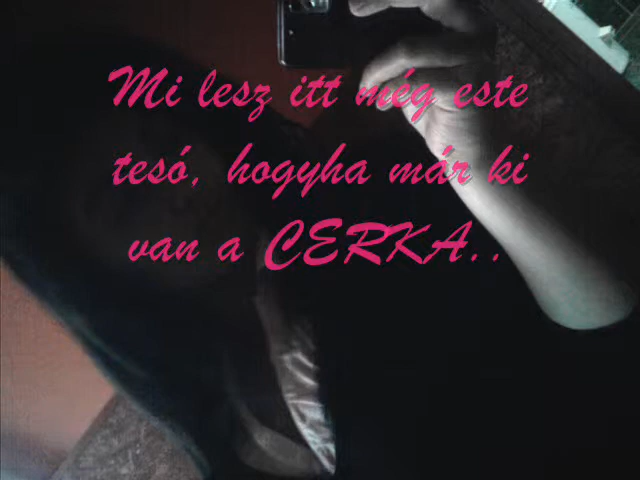 Mi lesz itt még este
tesó, hogyha már ki
van a CERKA..